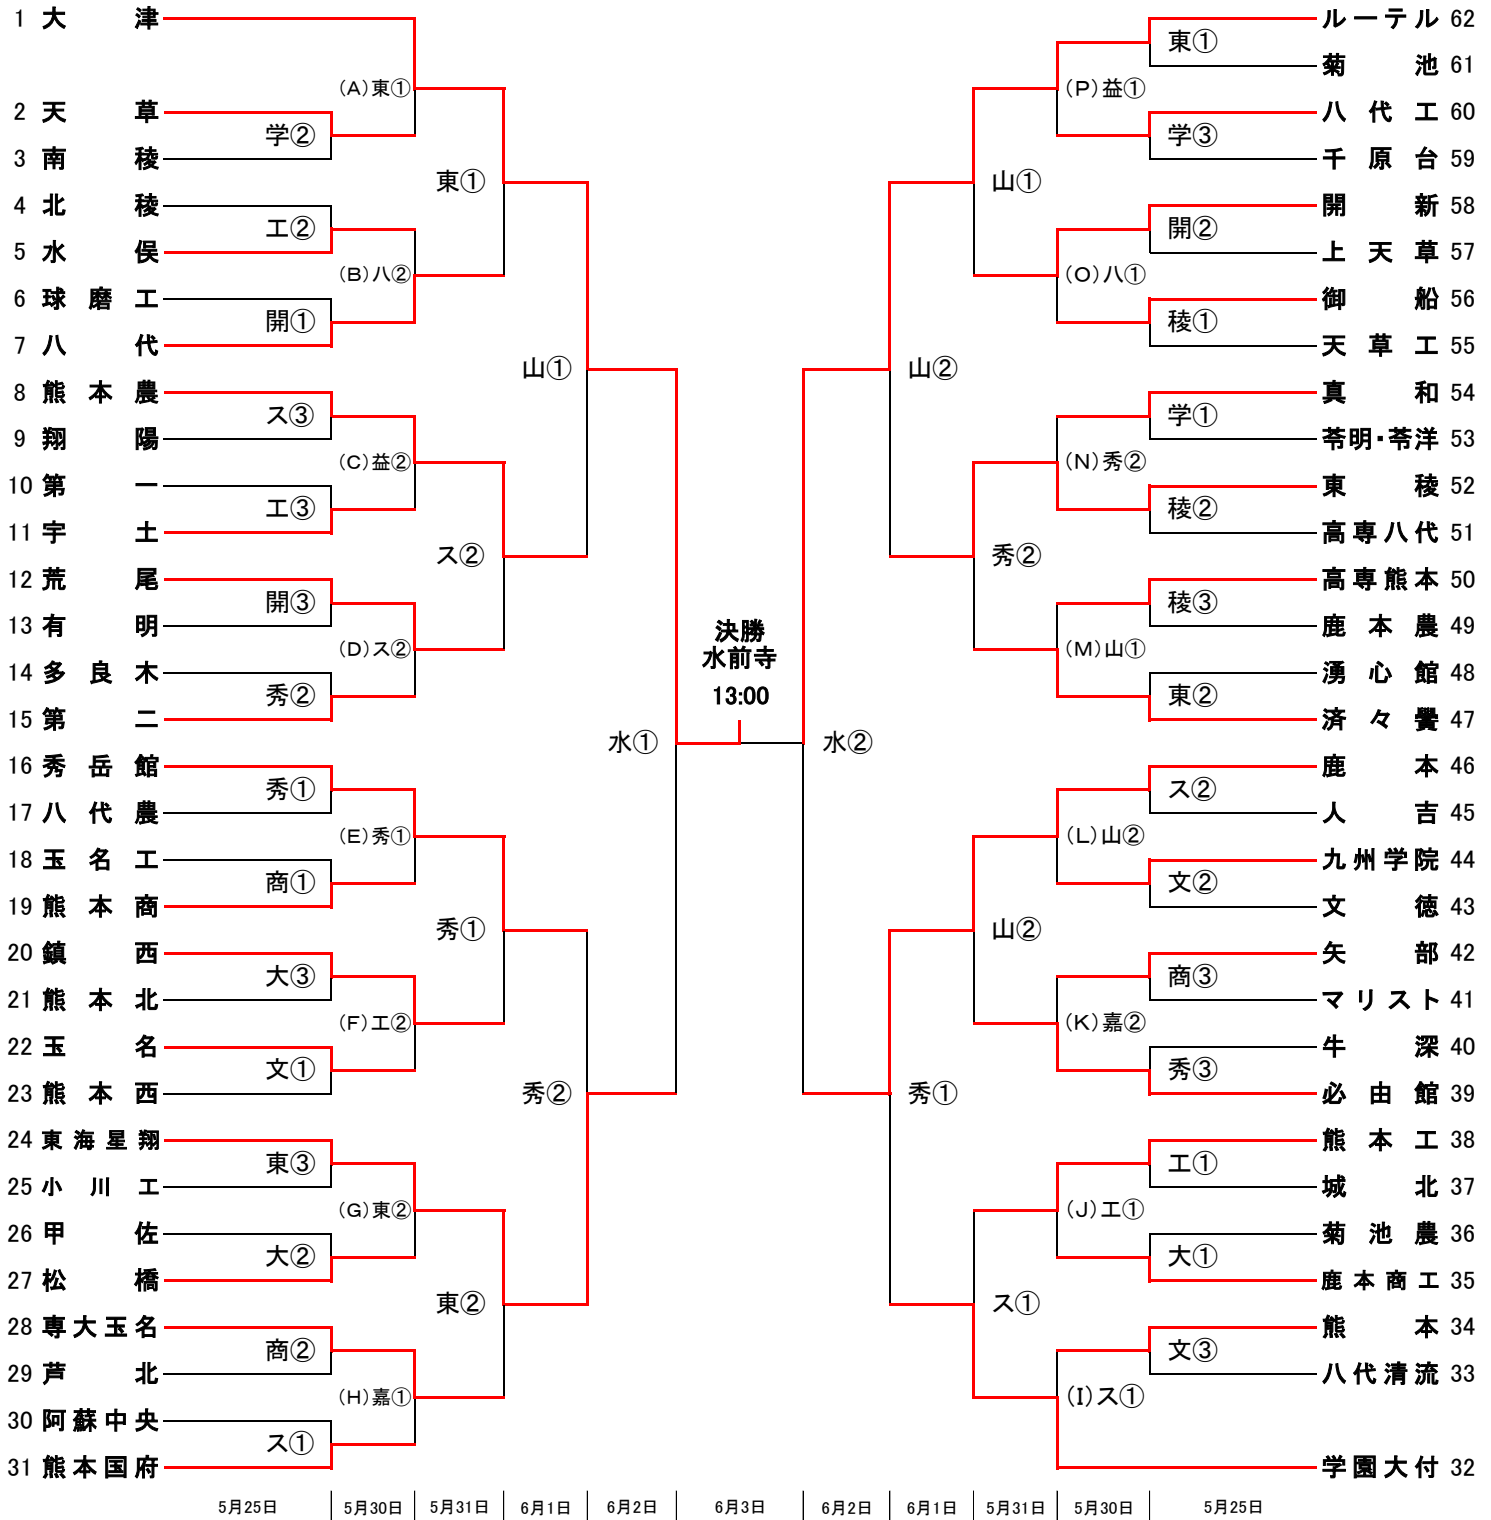 1 大津
2 天草
3 南稜
4 北稜
5 水俣
6 球磨工
7 八代
8 熊本農
9 翔陽
10 第一
11 宇土
12 荒尾
13 有明
14 多良木
15 第二
16 秀岳館
17 八代農
18 玉名工
19 熊本商
20 鎮西
21 熊本北
22 玉名
23 熊本西
24 東海星翔
25 小川工
26 甲佐
27 松橋
28 専大玉名
29 芦北
30 阿蘇中央
31 熊本国府
学②
工②
開①
ス③
工③
開③
秀②
秀①
商①
大③
文①
東③
大②
商②
ス①
(A)東①
(B)八②
(C)益②
(D)ス②
(E)秀①
(F)工②
(G)東②
(H)嘉①
東①
ス②
秀①
東②
山①
秀②
水①
決勝
水前寺
13:00
水②
山②
秀①
山①
秀②
山②
ス①
(P)益①
(O)八①
(N)秀②
(M)山①
(L)山②
(K)嘉②
(J)工①
(I)ス①
東①
学③
開②
稜①
学①
稜②
稜③
東②
ス②
文②
商③
秀③
工①
大①
文③
ルーテル 62
菊池 61
八代工 60
千原台 59
開新 58
上天草 57
御船 56
天草工 55
真和 54
苓明・苓洋 53
東稜 52
高専八代 51
高専熊本 50
鹿本農 49
湧心館 48
済々黌 47
鹿本 46
人吉 45
九州学院 44
文徳 43
矢部 42
マリスト 41
牛深 40
必由館 39
熊本工 38
城北 37
菊池農 36
鹿本商工 35
熊本 34
八代清流 33
学園大付 32
5月25日 5月30日 5月31日 6月1日 6月2日 6月3日 6月2日 6月1日 5月31日 5月30日 5月25日